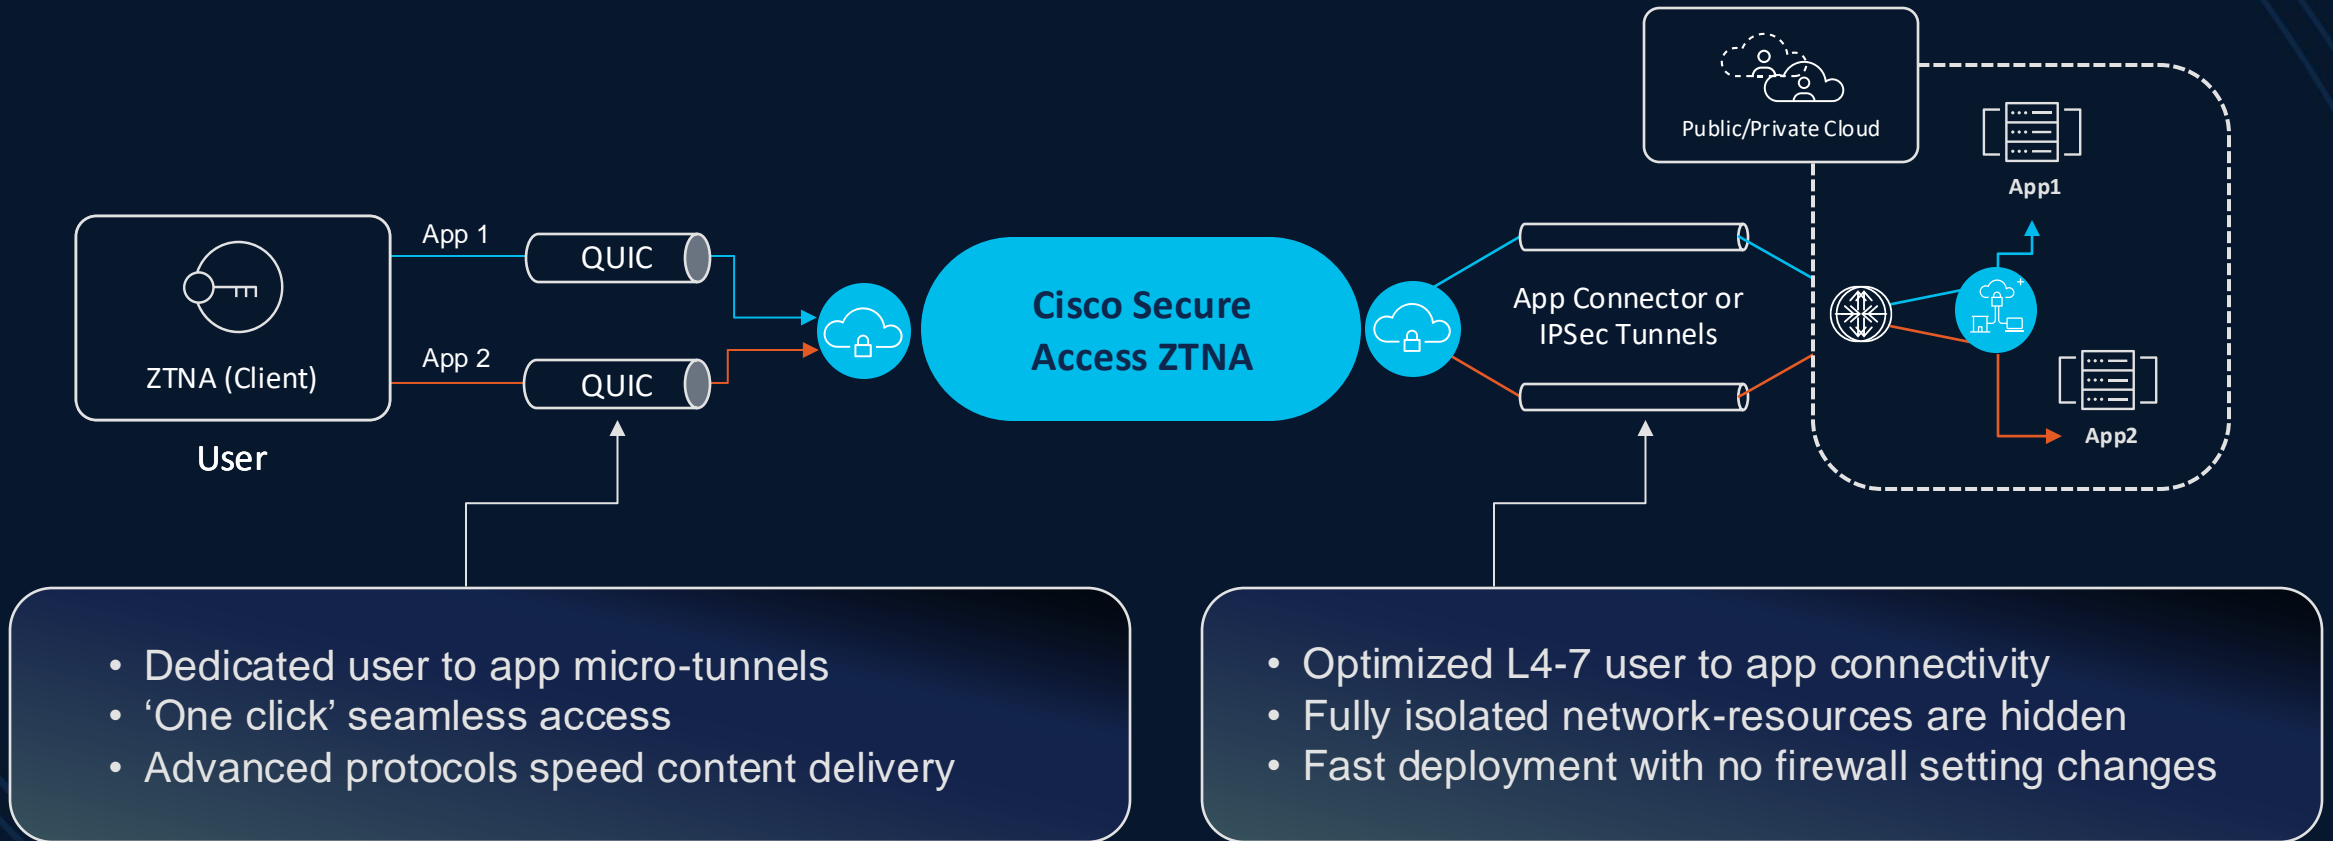 Public/Private Cloud
App1
App 1
QUIC
App 2
QUIC
ZTNA (Client)
User
Cisco Secure
Access ZTNA
App Connector or
IPSec Tunnels
App2
• Dedicated user to app micro-tunnels
• ‘One click’ seamless access
• Advanced protocols speed content delivery
• Optimized L4-7 user to app connectivity
• Fully isolated network-resources are hidden
• Fast deployment with no firewall setting changes